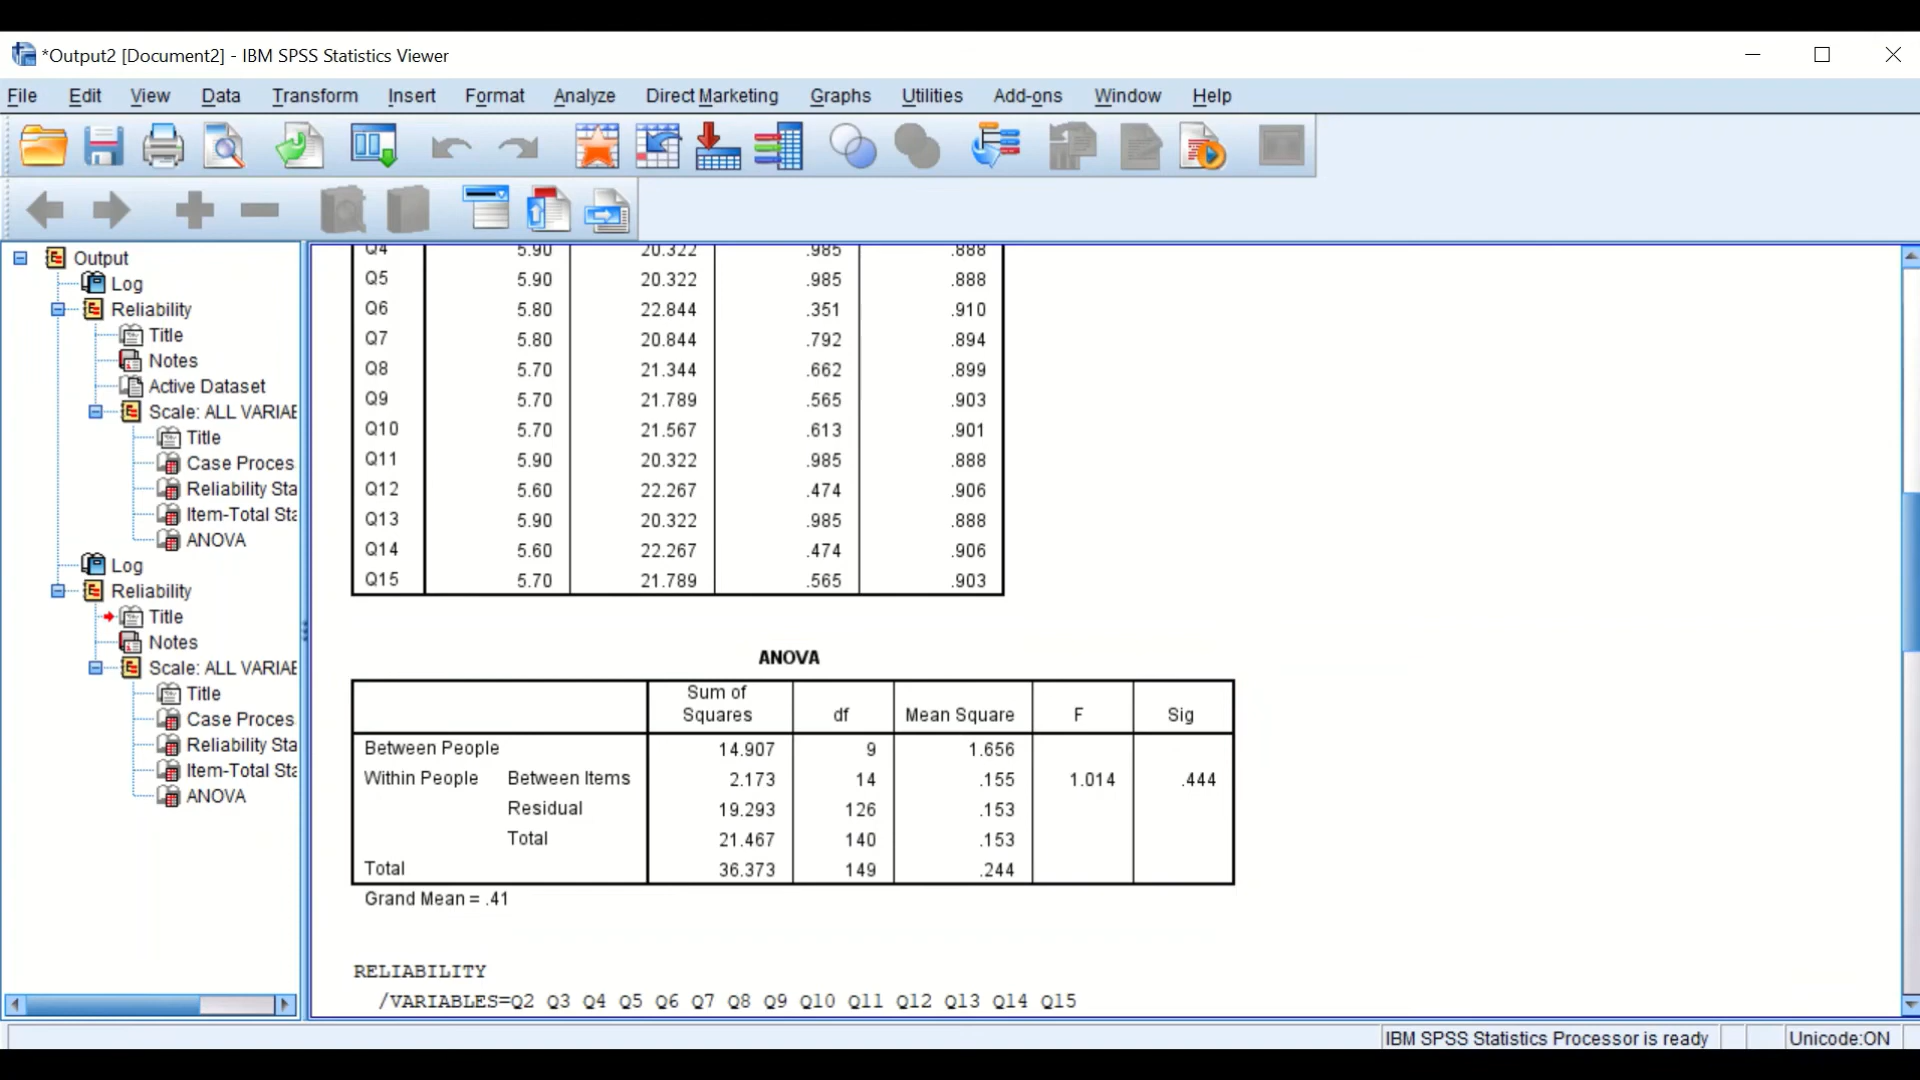 *Output2 [Document2] - IBM SPSS Statistics Viewer
File Edit View Data Transform Insert Format Analyze Direct Marketing Graphs Utilities Add-ons Window Help
Output
Log
Reliability
Title
Notes
Active Dataset
Scale: ALL VARIAE
Title
Case Proces
Reliability Sta
Item-Total Sta
ANOVA
Log
Reliability
Title
Notes
Scale: ALL VARIAE
Title
Case Proces
Reliability Sta
Item-Total Sta
ANOVA
Q4 5.90 20.322 .985 .888
Q5 5.90 20.322 .985 .888
Q6 5.80 22.844 .351 .910
Q7 5.80 20.844 .792 .894
Q8 5.70 21.344 .662 .899
Q9 5.70 21.789 .565 .903
Q10 5.70 21.567 .613 .901
Q11 5.90 20.322 .985 .888
Q12 5.60 22.267 .474 .906
Q13 5.90 20.322 .985 .888
Q14 5.60 22.267 .474 .906
Q15 5.70 21.789 .565 .903
ANOVA
Sum of
Squares df Mean Square F Sig
Between People 14.907 9 1.656
Within People Between Items 2.173 14 .155 1.014 .444
Residual 19.293 126 .153
Total 21.467 140 .153
Total 36.373 149 .244
Grand Mean = .41
RELIABILITY
/VARIABLES=Q2 Q3 Q4 Q5 Q6 Q7 Q8 Q9 Q10 Q11 Q12 Q13 Q14 Q15
IBM SPSS Statistics Processor is ready Unicode:ON